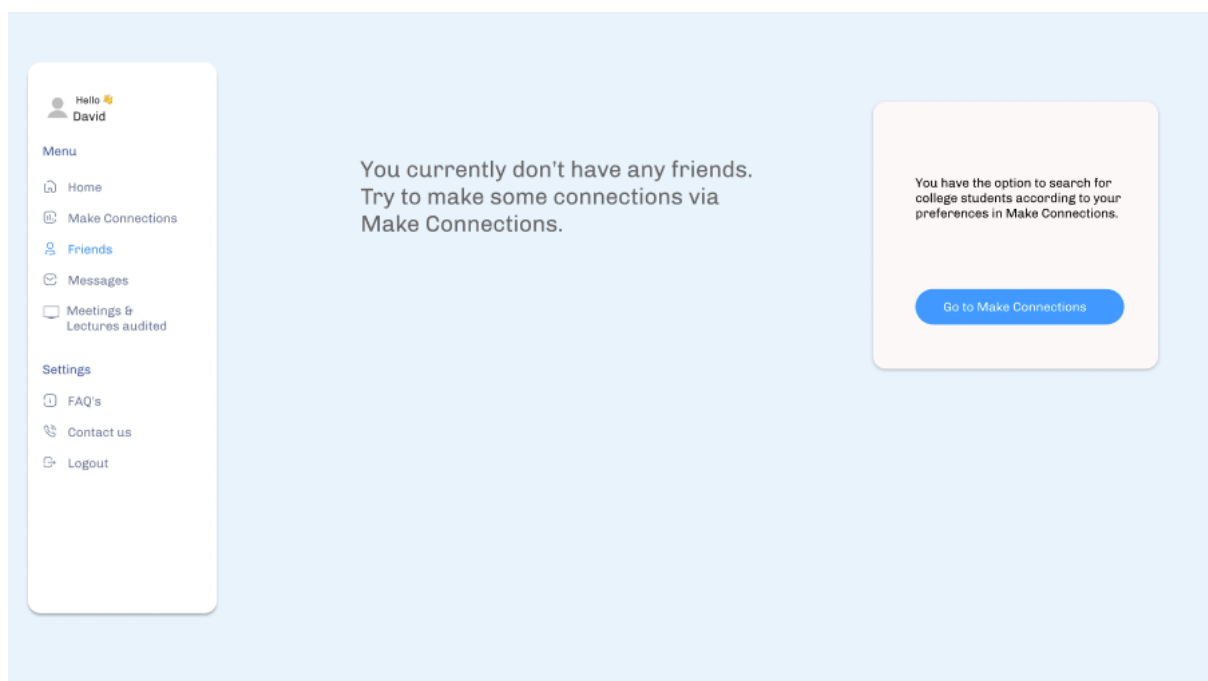 Hello 👋
David
Menu
Home
Make Connections
Friends
Messages
Meetings &
Lectures audited
Settings
FAQ's
Contact us
Logout
You currently don't have any friends.
Try to make some connections via
Make Connections.
You have the option to search for
college students according to your
preferences in Make Connections.
Go to Make Connections